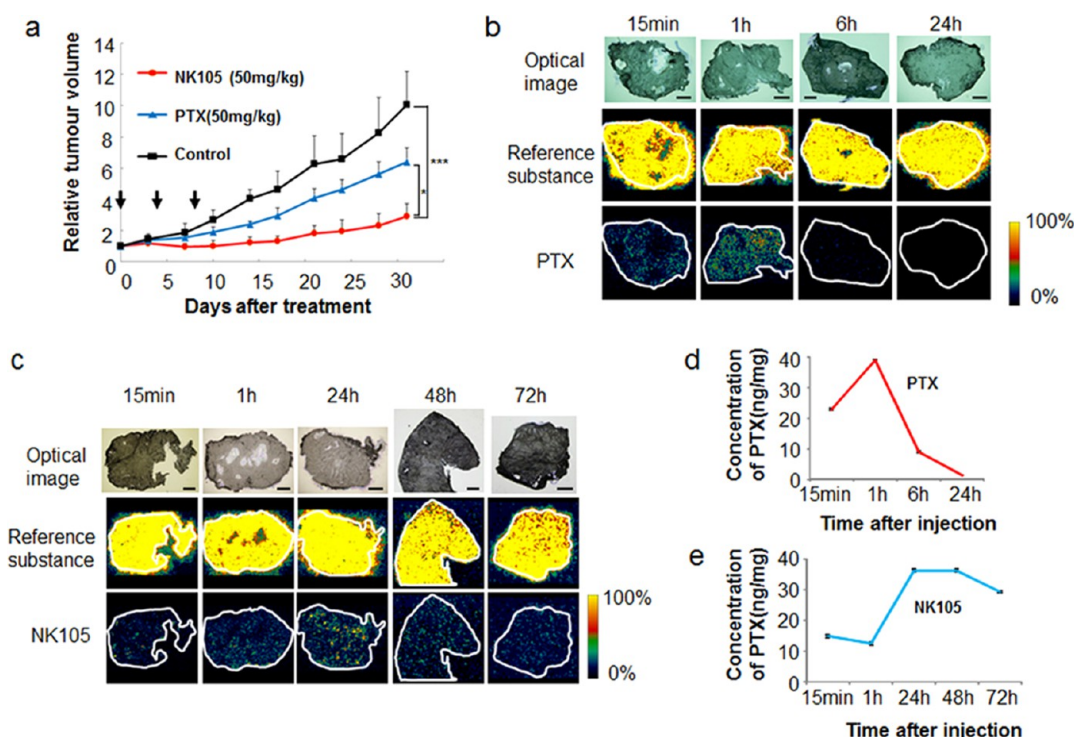 a
Relative tumour volume
14
12
10
8
6
4
2
0
NK105 (50mg/kg)
PTX(50mg/kg)
Control
***
*
0 5 10 15 20 25 30
Days after treatment
b
15min 1h 6h 24h
Optical
image
Reference
substance
PTX
100%
0%
c
15min 1h 24h 48h 72h
Optical
image
Reference
substance
NK105
100%
0%
d
Concentration
of PTX(ng/mg)
40
30
20
10
0
PTX
15min 1h 6h 24h
Time after injection
e
Concentration
of PTX(ng/mg)
40
30
20
10
0
NK105
15min 1h 24h 48h 72h
Time after injection